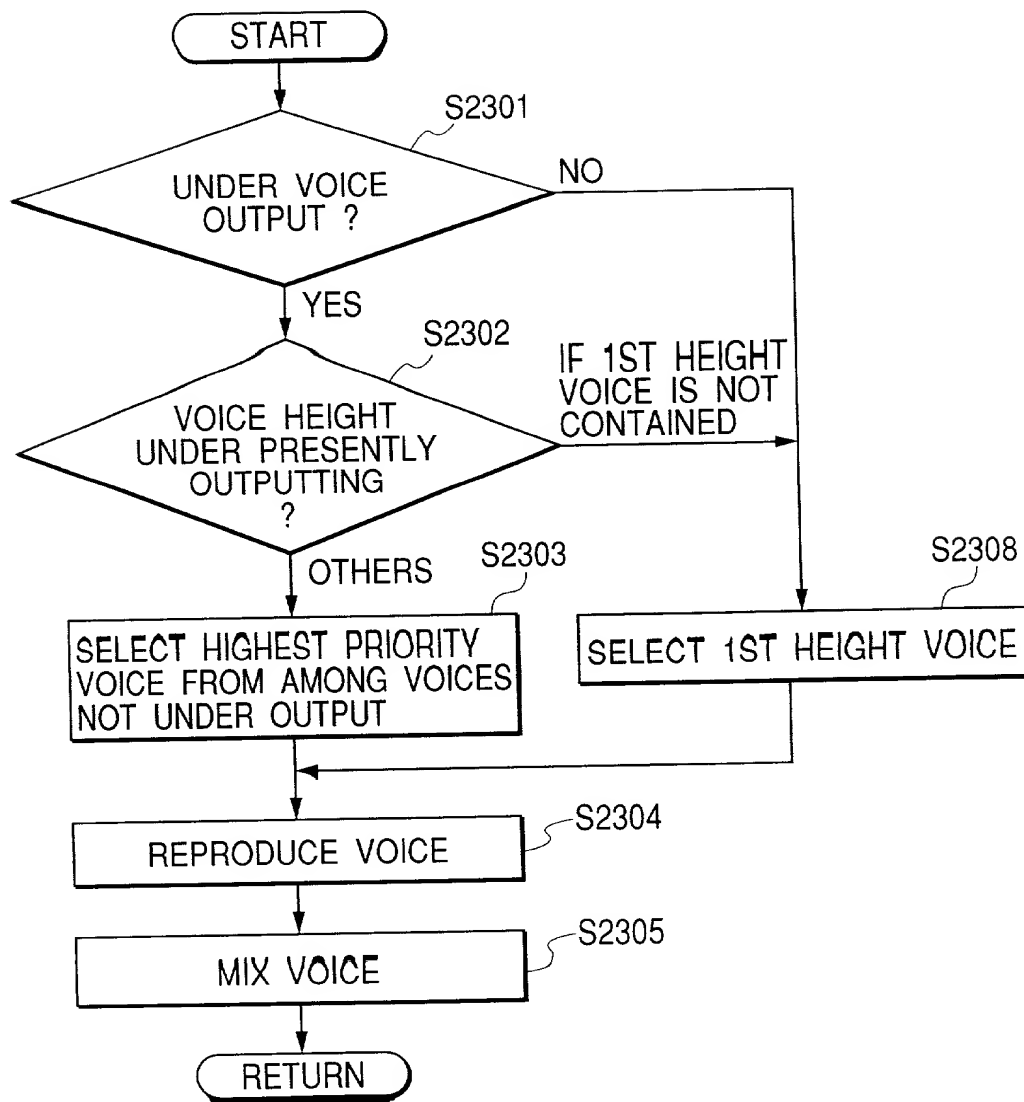 START
S2301
UNDER VOICE
OUTPUT ?
NO
YES
S2302
IF 1ST HEIGHT
VOICE IS NOT
CONTAINED
VOICE HEIGHT
UNDER PRESENTLY
OUTPUTTING
?
OTHERS
S2303
S2308
SELECT HIGHEST PRIORITY
VOICE FROM AMONG VOICES
NOT UNDER OUTPUT
SELECT 1ST HEIGHT VOICE
S2304
REPRODUCE VOICE
S2305
MIX VOICE
RETURN